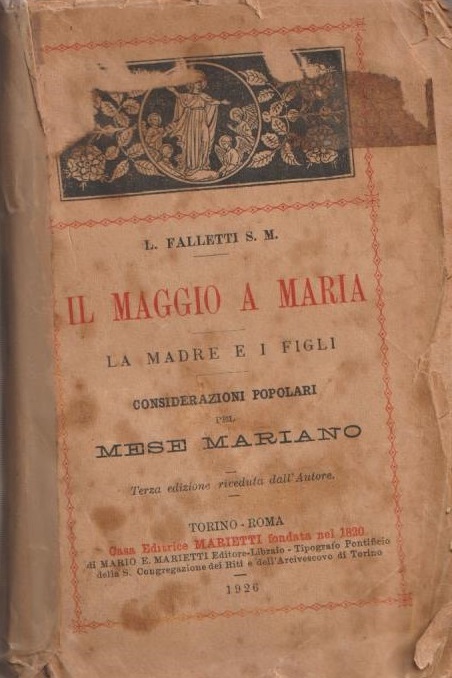 L. FALLETTI S. M.
IL MAGGIO A MARIA
LA MADRE E I FIGLI
CONSIDERAZIONI POPOLARI
PEL
MESE MARIANO
Terza edizione riveduta dall'Autore.
TORINO - ROMA
Casa Editrice MARIETTI fondata nel 1820
di MARIO E. MARIETTI Editore-Libraio - Tipografo Pontificio
della S. Congregazione dei Riti e dell'Arcivescovo di Torino
1926